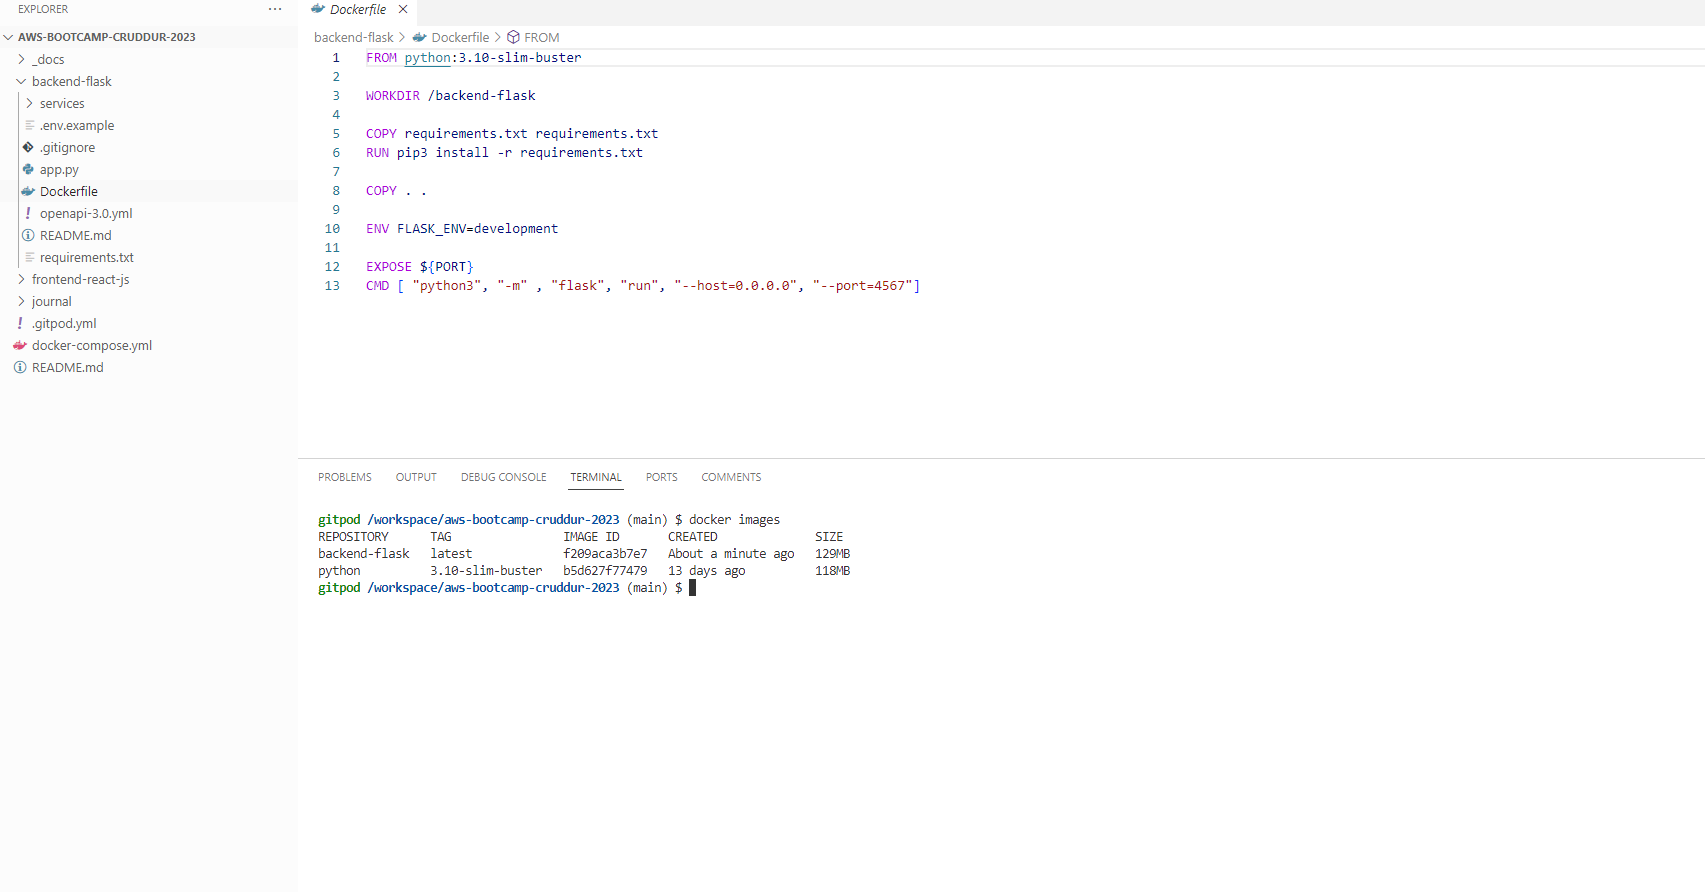 EXPLORER
AWS-BOOTCAMP-CRUDDUR-2023
_docs
backend-flask
services
.env.example
.gitignore
app.py
Dockerfile
openapi-3.0.yml
README.md
requirements.txt
frontend-react-js
journal
.gitpod.yml
docker-compose.yml
README.md
Dockerfile
backend-flask > Dockerfile > FROM
1 FROM python:3.10-slim-buster
2
3 WORKDIR /backend-flask
4
5 COPY requirements.txt requirements.txt
6 RUN pip3 install -r requirements.txt
7
8 COPY . .
9
10 ENV FLASK_ENV=development
11
12 EXPOSE ${PORT}
13 CMD [ "python3", "-m" , "flask", "run", "--host=0.0.0.0", "--port=4567"]
PROBLEMS OUTPUT DEBUG CONSOLE TERMINAL PORTS COMMENTS
gitpod /workspace/aws-bootcamp-cruddur-2023 (main) $ docker images
REPOSITORY TAG IMAGE ID CREATED SIZE
backend-flask latest f209aca3b7e7 About a minute ago 129MB
python 3.10-slim-buster b5d627f77479 13 days ago 118MB
gitpod /workspace/aws-bootcamp-cruddur-2023 (main) $